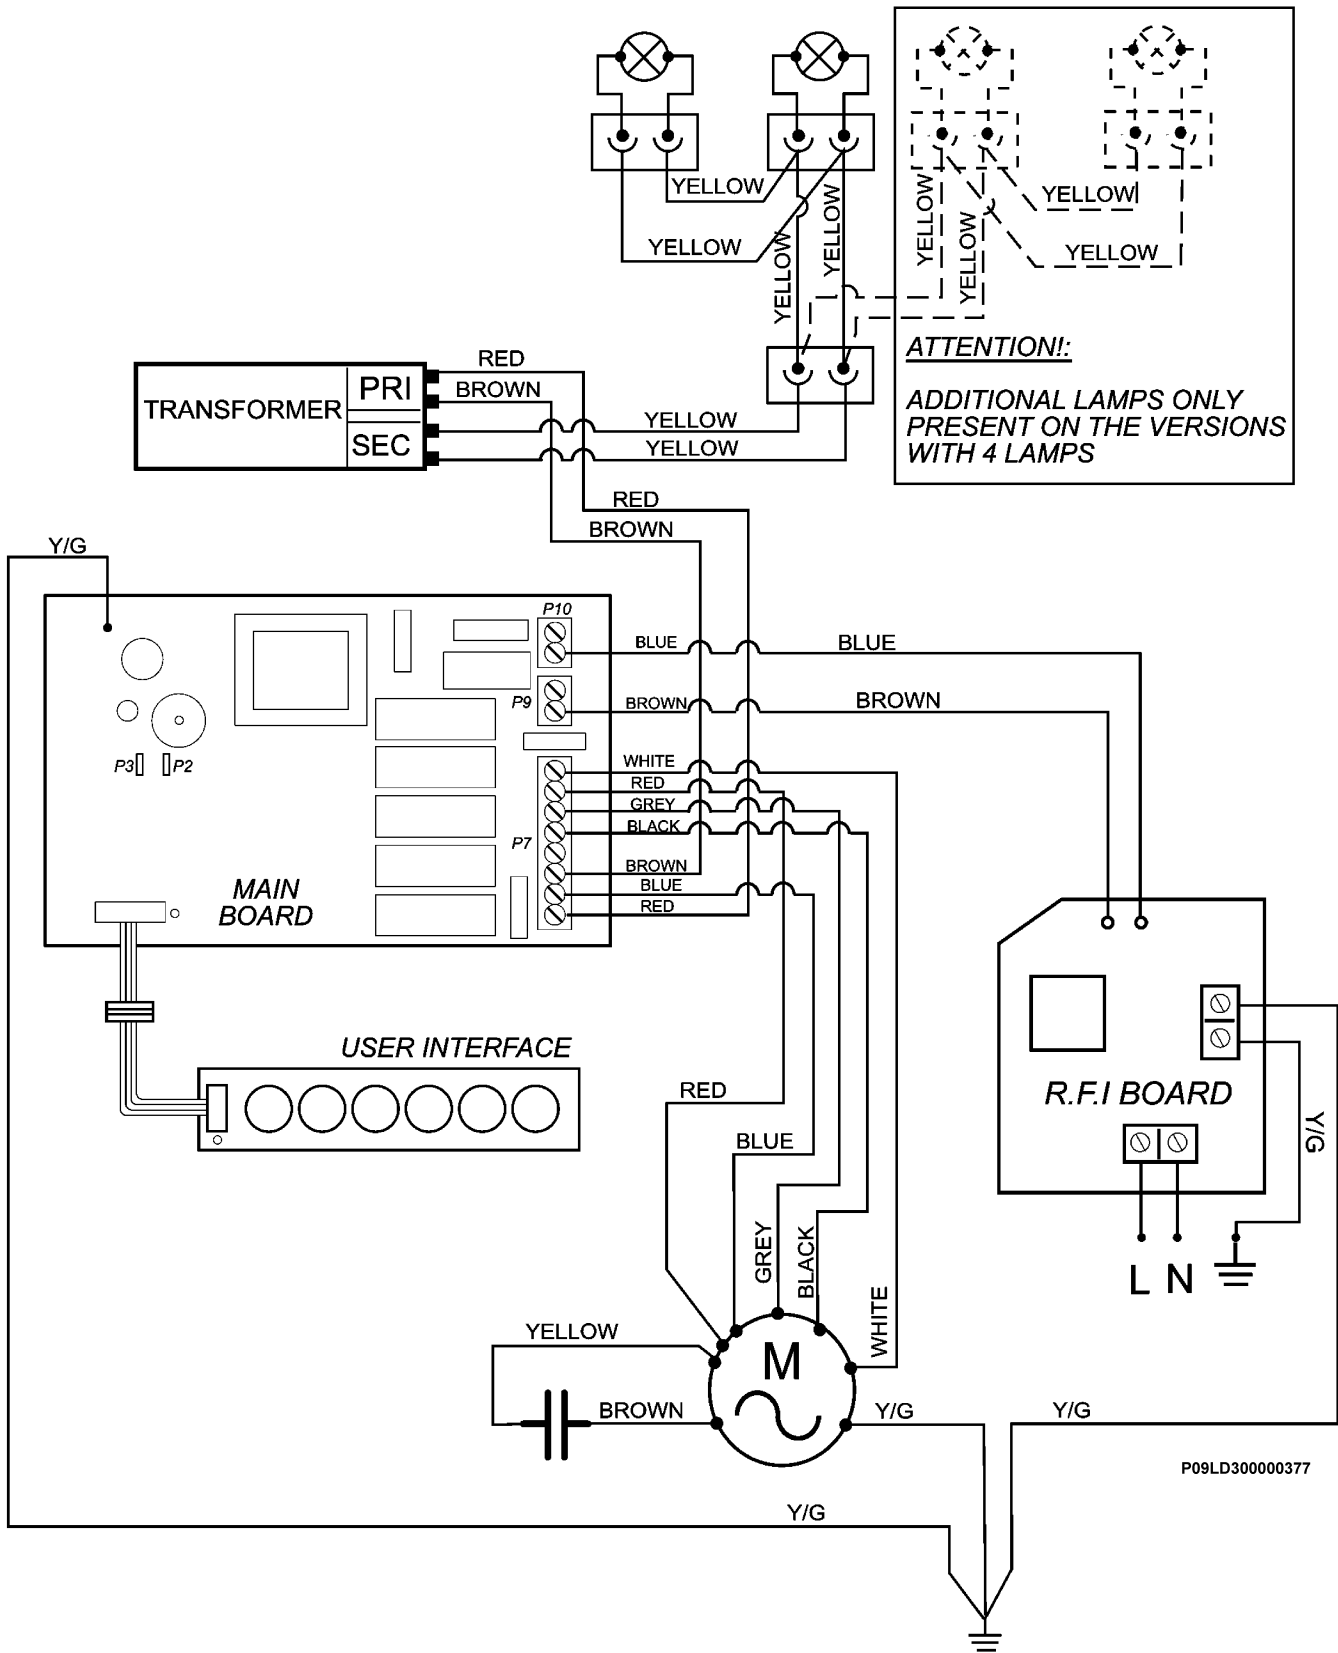 YELLOW
YELLOW
YELLOW
YELLOW
YELLOW
YELLOW
YELLOW
YELLOW
ATTENTION!:
ADDITIONAL LAMPS ONLY
PRESENT ON THE VERSIONS
WITH 4 LAMPS
TRANSFORMER
PRI
SEC
RED
BROWN
YELLOW
YELLOW
RED
BROWN
Y/G
P10
BLUE
BLUE
P9
BROWN
BROWN
P3
P2
WHITE
RED
GREY
BLACK
P7
BROWN
BLUE
RED
MAIN
BOARD
USER INTERFACE
R.F.I BOARD
Y/G
L N
RED
BLUE
GREY
BLACK
WHITE
YELLOW
M
BROWN
Y/G
Y/G
P09LD300000377
Y/G